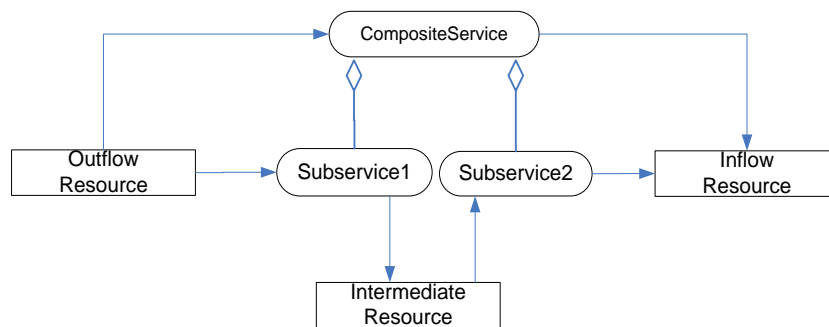 CompositeService
Outflow
Resource
Subservice1
Subservice2
Inflow
Resource
Intermediate
Resource